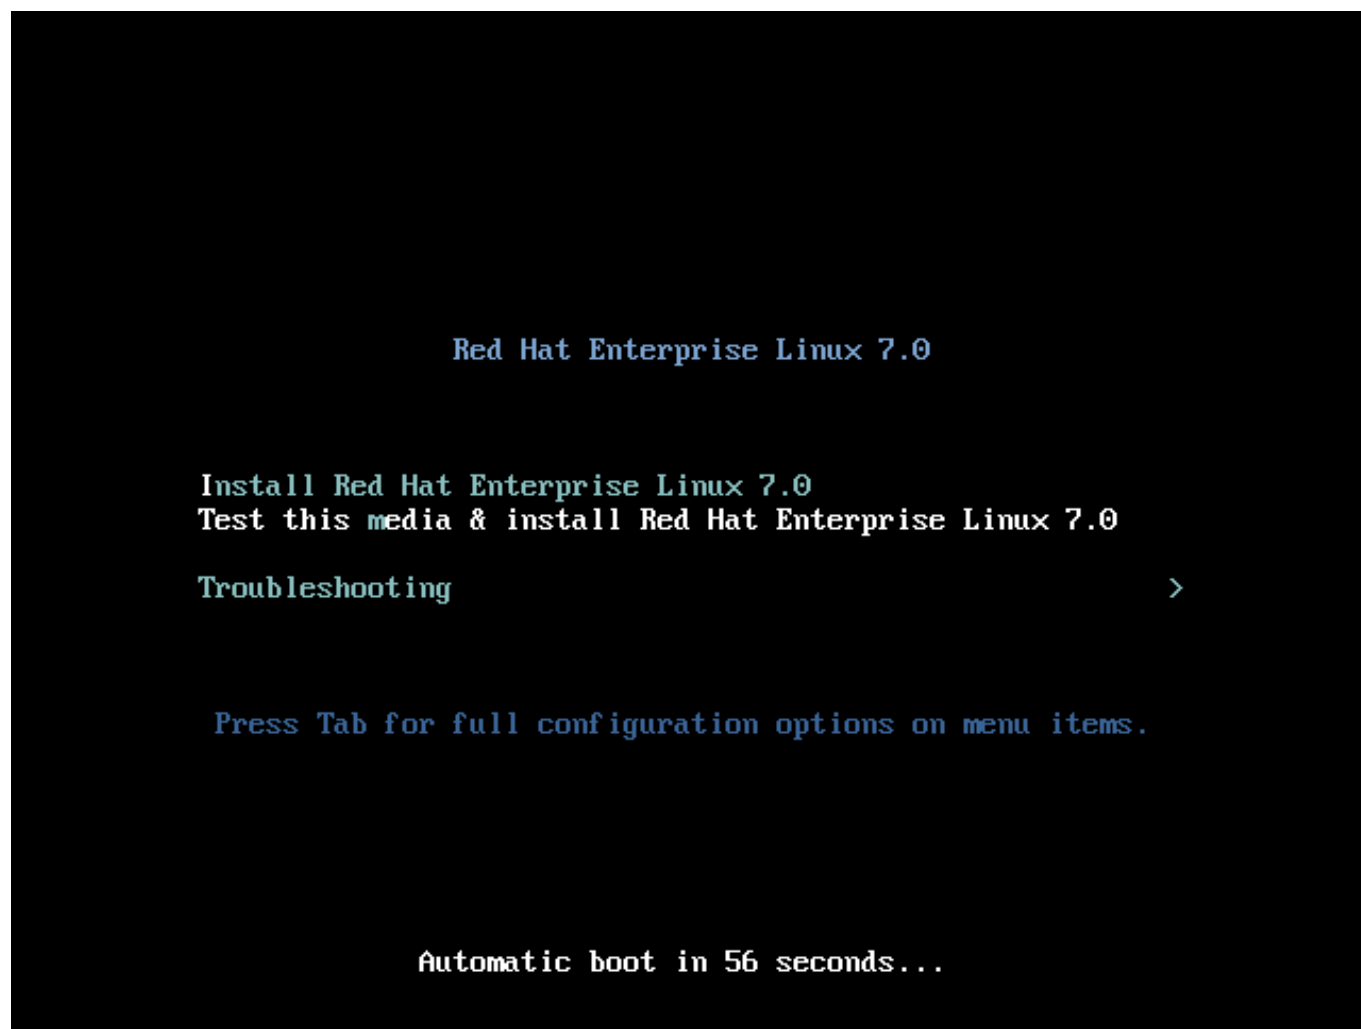 Red Hat Enterprise Linux 7.0
Install Red Hat Enterprise Linux 7.0
Test this media & install Red Hat Enterprise Linux 7.0
Troubleshooting >
Press Tab for full configuration options on menu items.
Automatic boot in 56 seconds...